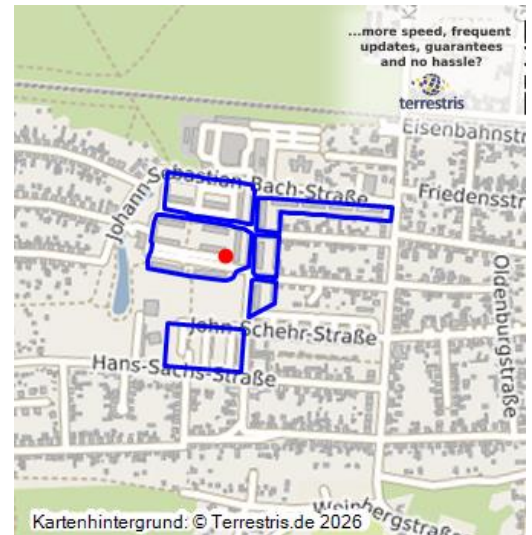 ...more speed, frequent
updates, guarantees
and no hassle?
terrestris
Eisenbahnstr
Johann-Sebastian-Bach-Straße
Friedensstr
Oldenburgstraße
John-Schehr-Straße
Hans-Sachs-Straße
Weinbergstraße
Kartenhintergrund: © Terrestris.de 2026